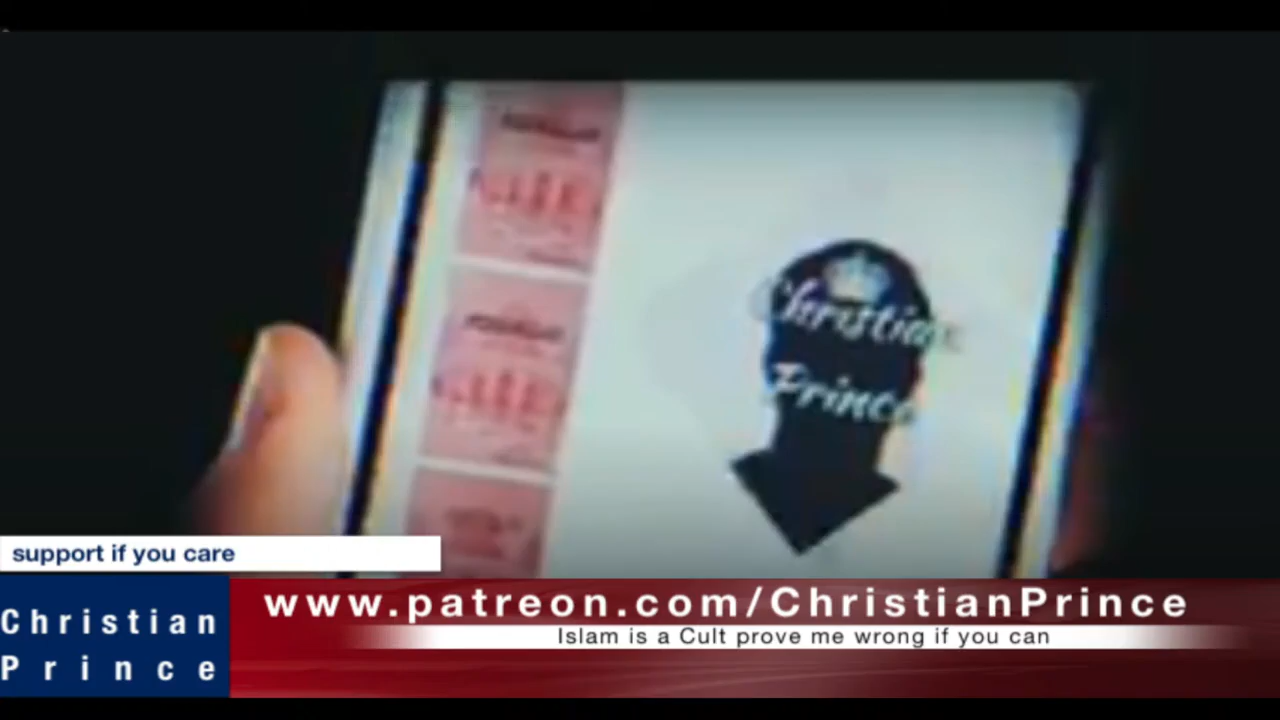 Christian
Prince
support if you care
Christian
Prince
www.patreon.com/ChristianPrince
Islam is a Cult prove me wrong if you can